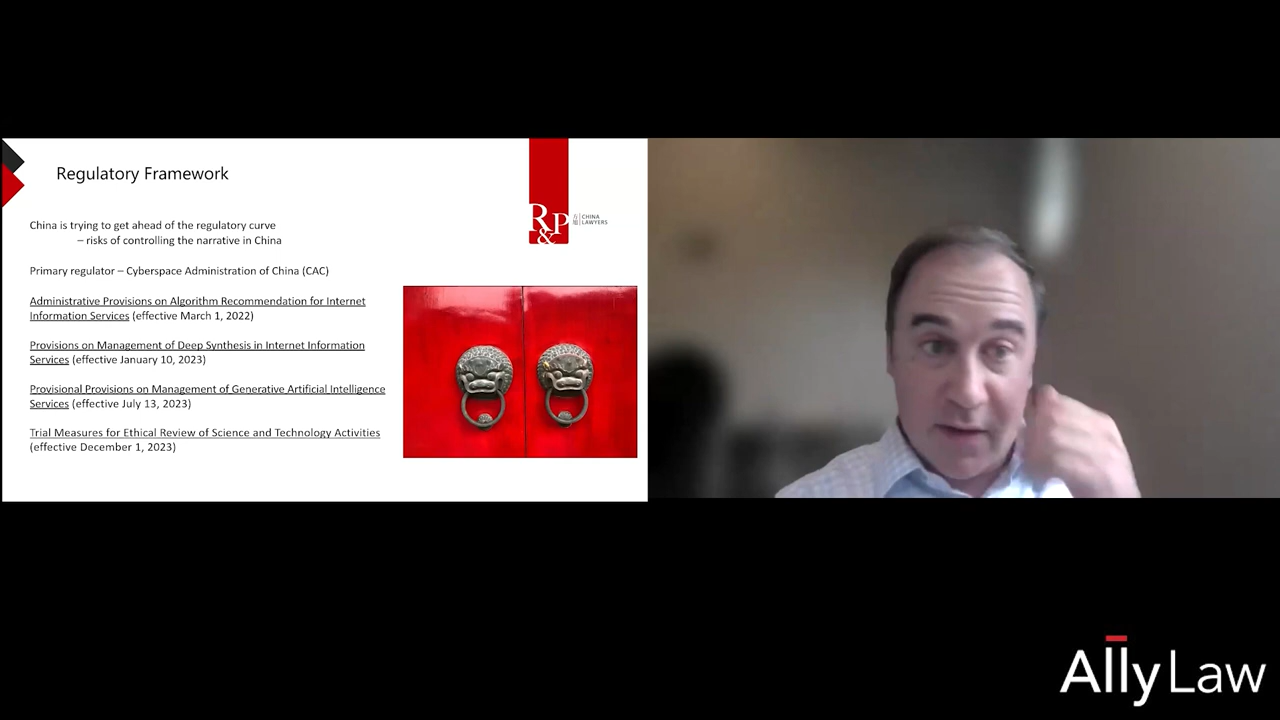 Regulatory Framework
R&P
CHINA
LAWYERS
China is trying to get ahead of the regulatory curve
– risks of controlling the narrative in China
Primary regulator – Cyberspace Administration of China (CAC)
Administrative Provisions on Algorithm Recommendation for Internet
Information Services (effective March 1, 2022)
Provisions on Management of Deep Synthesis in Internet Information
Services (effective January 10, 2023)
Provisional Provisions on Management of Generative Artificial Intelligence
Services (effective July 13, 2023)
Trial Measures for Ethical Review of Science and Technology Activities
(effective December 1, 2023)
Ally Law